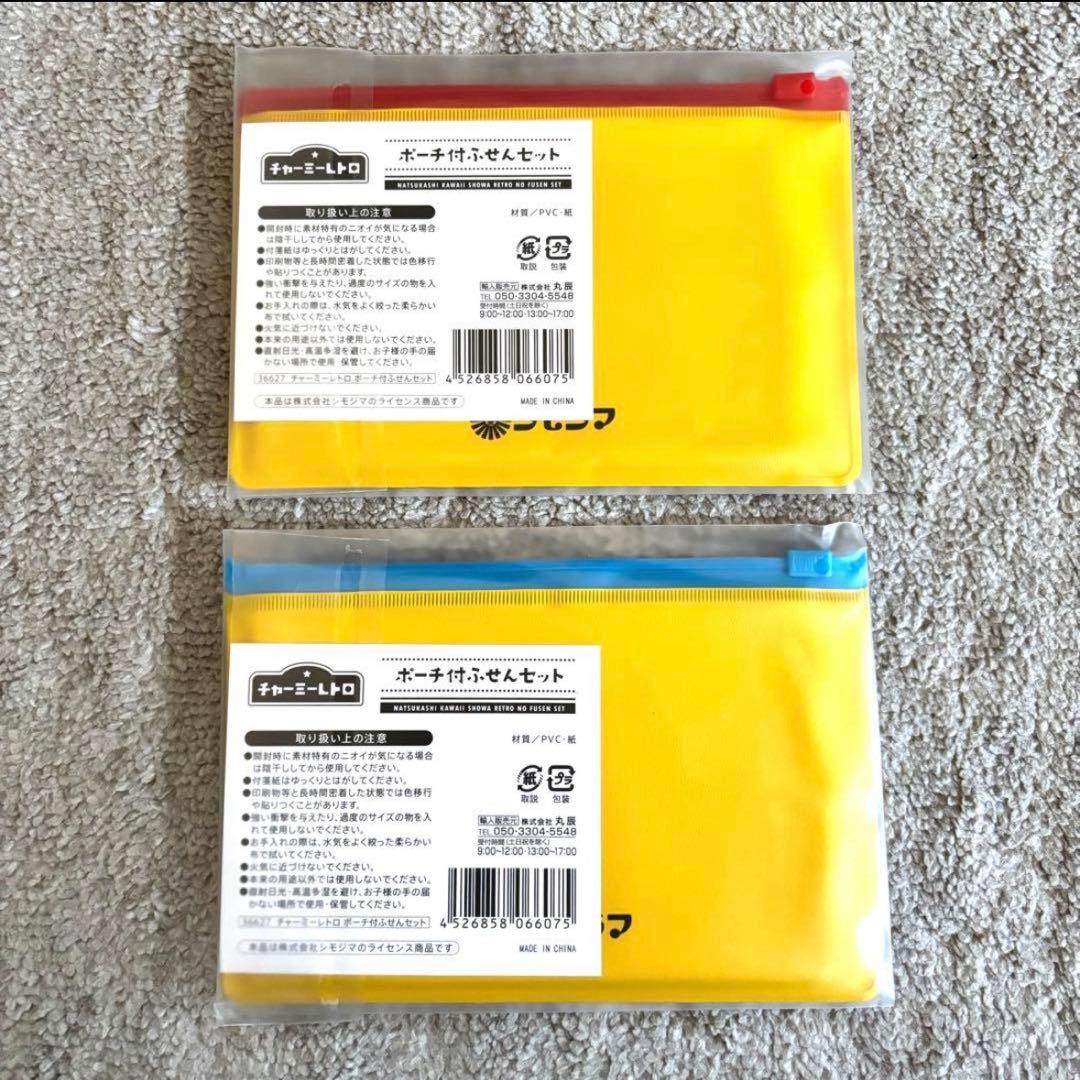 チャーミーレトロ
ポーチ付ふせんセット
NATSUKASHI KAWAII SHOWA RETRO NO FUSEN SET
取り扱い上の注意
●開封時に素材特有のニオイが気になる場合
は陰干ししてから使用してください。
●付箋紙はゆっくりとはがしてください。
●印刷物等と長時間密着した状態では色移行
や貼りつくことがあります。
●強い衝撃を与えたり、過度のサイズの物を入
れて使用しないでください。
●お手入れの際は、水気をよく絞った柔らかい
布で拭いてください。
●火気に近づけないでください。
●本来の用途以外では使用しないでください。
●直射日光・高温多湿を避け、お子様の手の届
かない場所で使用・保管してください。
36627 チャーミーレトロ ポーチ付ふせんセット
本品は株式会社シモジマのライセンス商品です
材質／PVC・紙
紙 プラ
取説 包装
輸入販売元 株式会社 丸辰
TEL 050-3304-5548
受付時間(土日祝を除く)
9:00~12:00・13:00~17:00
4 526858 066075
MADE IN CHINA
チャーミーレトロ
ポーチ付ふせんセット
NATSUKASHI KAWAII SHOWA RETRO NO FUSEN SET
取り扱い上の注意
●開封時に素材特有のニオイが気になる場合
は陰干ししてから使用してください。
●付箋紙はゆっくりとはがしてください。
●印刷物等と長時間密着した状態では色移行
や貼りつくことがあります。
●強い衝撃を与えたり、過度のサイズの物を入
れて使用しないでください。
●お手入れの際は、水気をよく絞った柔らかい
布で拭いてください。
●火気に近づけないでください。
●本来の用途以外では使用しないでください。
●直射日光・高温多湿を避け、お子様の手の届
かない場所で使用・保管してください。
36627 チャーミーレトロ ポーチ付ふせんセット
本品は株式会社シモジマのライセンス商品です
材質／PVC・紙
紙 プラ
取説 包装
輸入販売元 株式会社 丸辰
TEL 050-3304-5548
受付時間(土日祝を除く)
9:00~12:00・13:00~17:00
4 526858 066075
MADE IN CHINA
マ